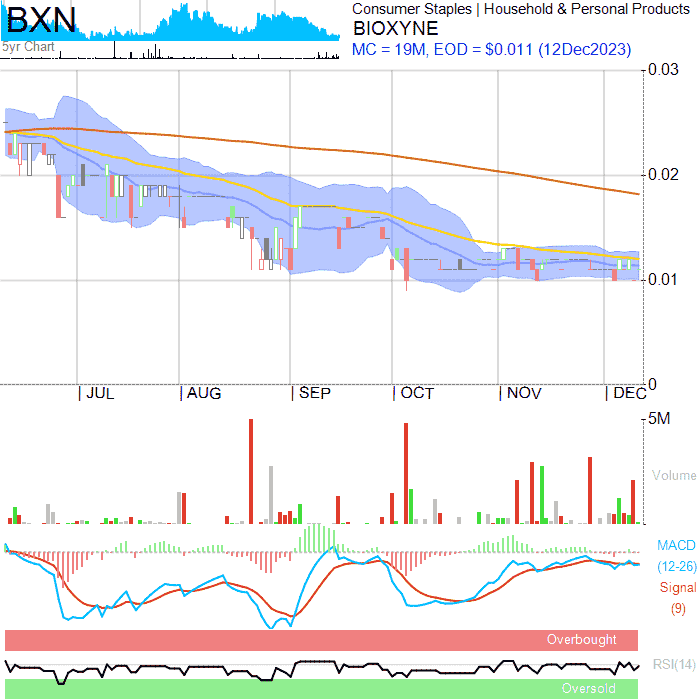 BXN
Consumer Staples | Household & Personal Products
BIOXYNE
5yr Chart
MC = 19M, EOD = $0.011 (12Dec2023)
0.03
0.02
0.01
0
JUL AUG SEP OCT NOV DEC
5M
Volume
MACD
(12-26)
Signal
(9)
Overbought
RSI(14)
Oversold